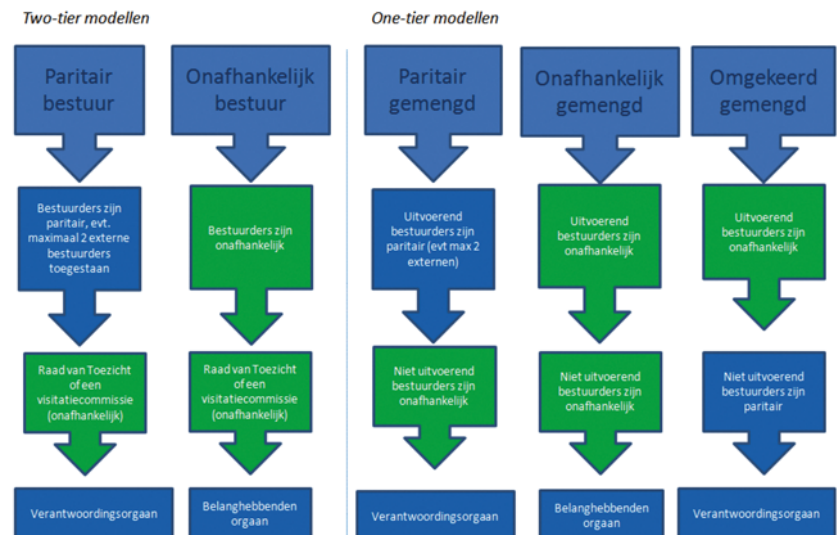 Two-tier modellen
Paritair
bestuur
Bestuurders zijn
paritair, evt.
maximaal 2 externe
bestuurders
toegestaan
Raad van Toezicht
of een
visitatiecommissie
(onafhankelijk)
Verantwoordingsorgaan
Onafhankelijk
bestuur
Bestuurders zijn
onafhankelijk
Raad van Toezicht
of een
visitatiecommissie
(onafhankelijk)
Belanghebbenden
orgaan
One-tier modellen
Paritair
gemengd
Uitvoerend
bestuurders zijn
paritair (evt max 2
externen)
Niet uitvoerend
bestuurders zijn
onafhankelijk
Verantwoordingsorgaan
Onafhankelijk
gemengd
Uitvoerend
bestuurders zijn
onafhankelijk
Niet uitvoerend
bestuurders zijn
onafhankelijk
Belanghebbenden
orgaan
Omgekeerd
gemengd
Uitvoerend
bestuurders zijn
onafhankelijk
Niet uitvoerend
bestuurders zijn
paritair
Verantwoordingsorgaan